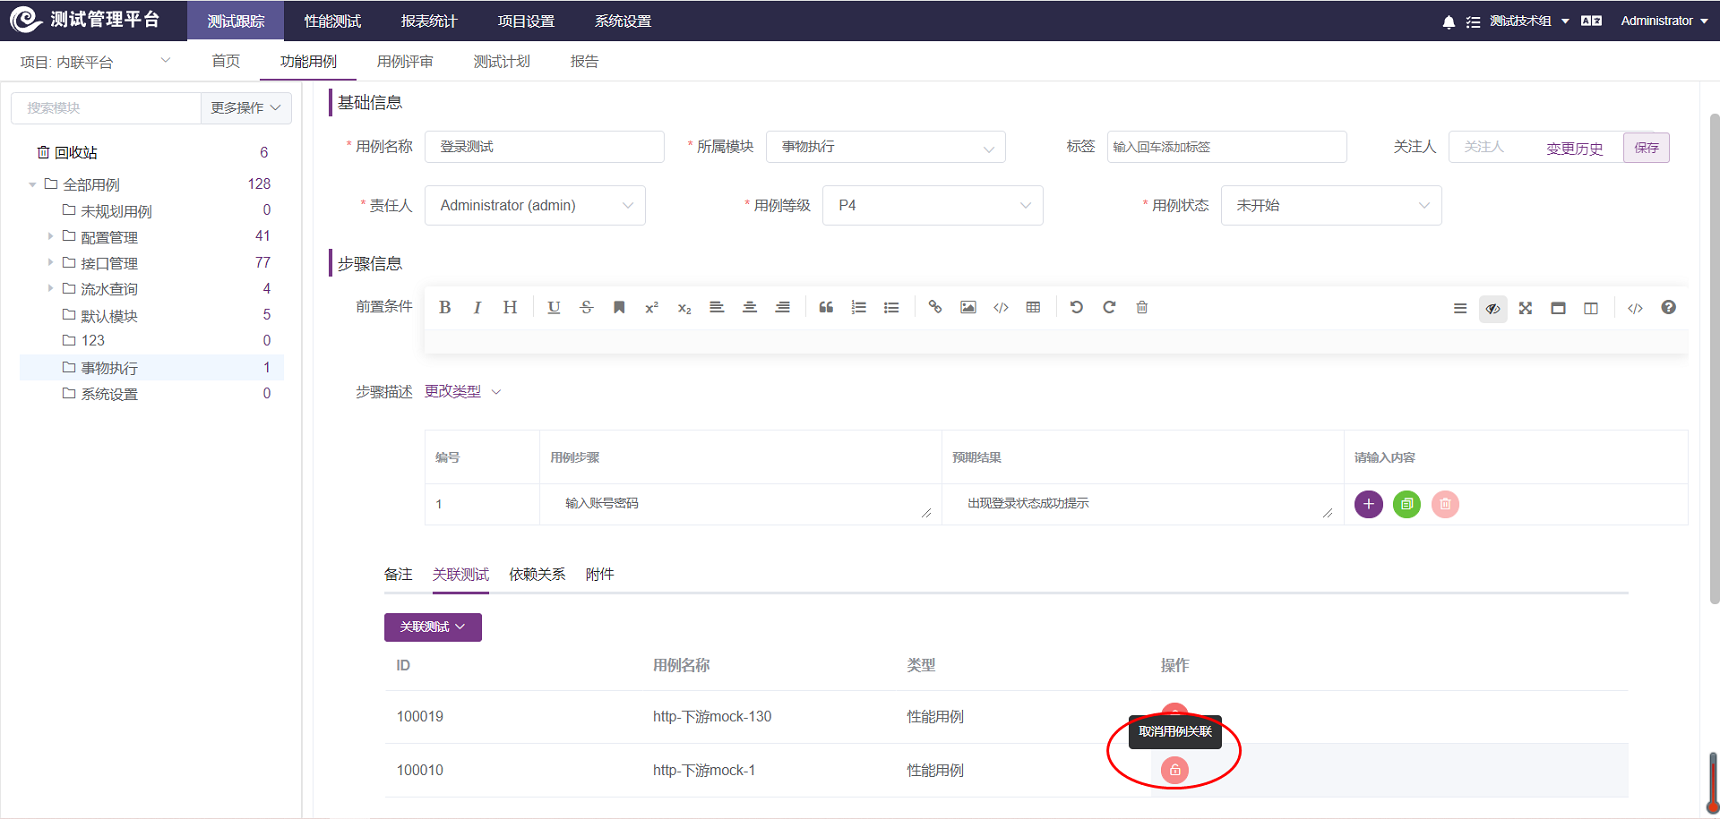 测试管理平台
测试跟踪
性能测试
报表统计
项目设置
系统设置
测试技术组
Administrator
项目: 内联平台
首页
功能用例
用例评审
测试计划
报告
搜索模块
更多操作
回收站 6
全部用例 128
未规划用例 0
配置管理 41
接口管理 77
流水查询 4
默认模块 5
123 0
事物执行 1
系统设置 0
基础信息
* 用例名称 登录测试
* 所属模块 事物执行
标签 输入回车添加标签
关注人 关注人
变更历史
保存
* 责任人 Administrator (admin)
* 用例等级 P4
* 用例状态 未开始
步骤信息
前置条件
步骤描述 更改类型
编号 用例步骤 预期结果 请输入内容
1 输入账号密码 出现登录状态成功提示
备注 关联测试 依赖关系 附件
关联测试
ID 用例名称 类型 操作
100019 http-下游mock-130 性能用例
取消用例关联
100010 http-下游mock-1 性能用例